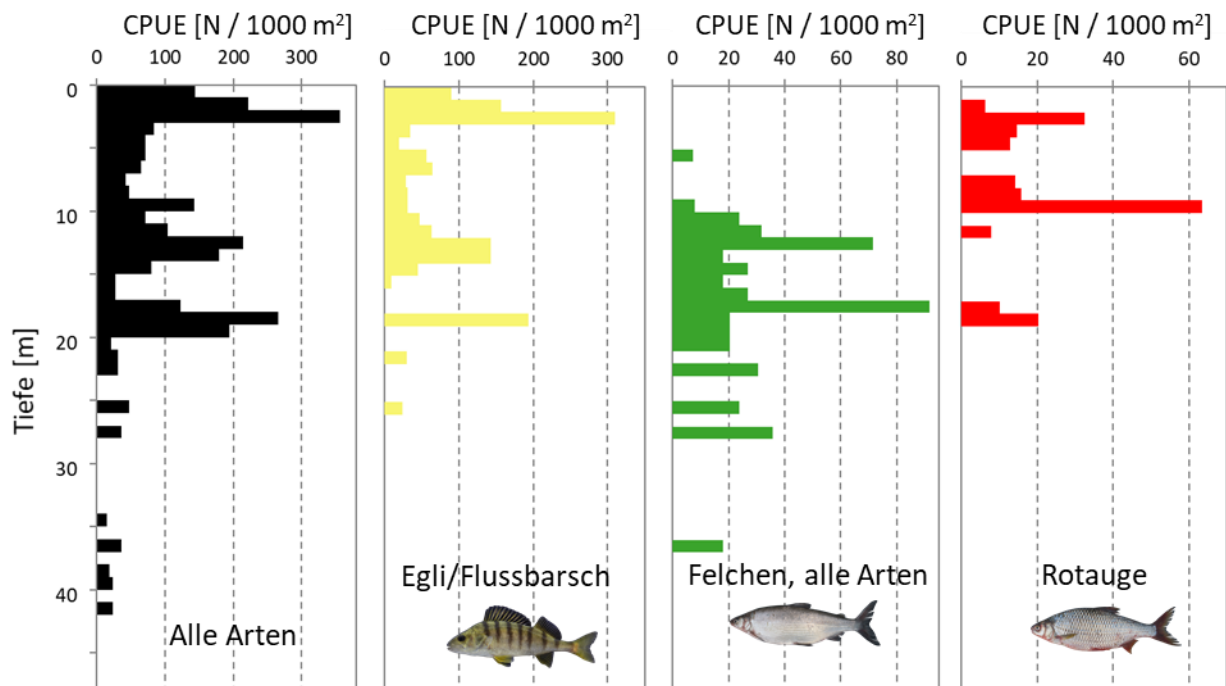 CPUE [N / 1000 m²] CPUE [N / 1000 m²] CPUE [N / 1000 m²] CPUE [N / 1000 m²]
0 100 200 300 0 100 200 300 0 20 40 60 80 0 20 40 60
0
10
20
30
40
Tiefe [m]
Alle Arten
Egli/Flussbarsch
Felchen, alle Arten
Rotauge